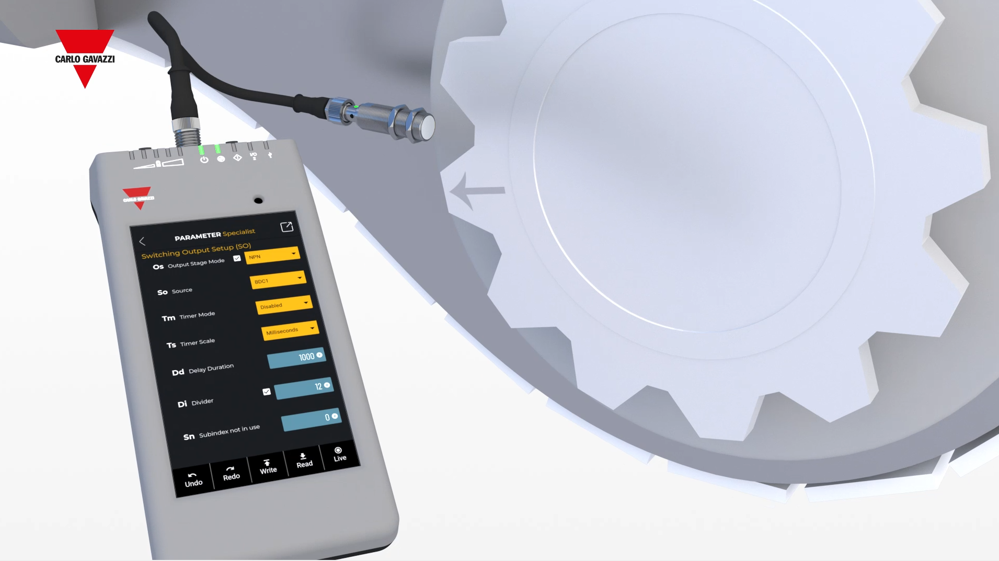 CARLO GAVAZZI
I/O
2
CARLO GAVAZZI
PARAMETER Specialist
Switching Output Setup (SO)
Os Output Stage Mode NPN
So Source BDC1
Tm Timer Mode Disabled
Ts Timer Scale Milliseconds
Dd Delay Duration 1000
Di Divider 12
Sn Subindex not in use 0
Undo Redo Write Read Live